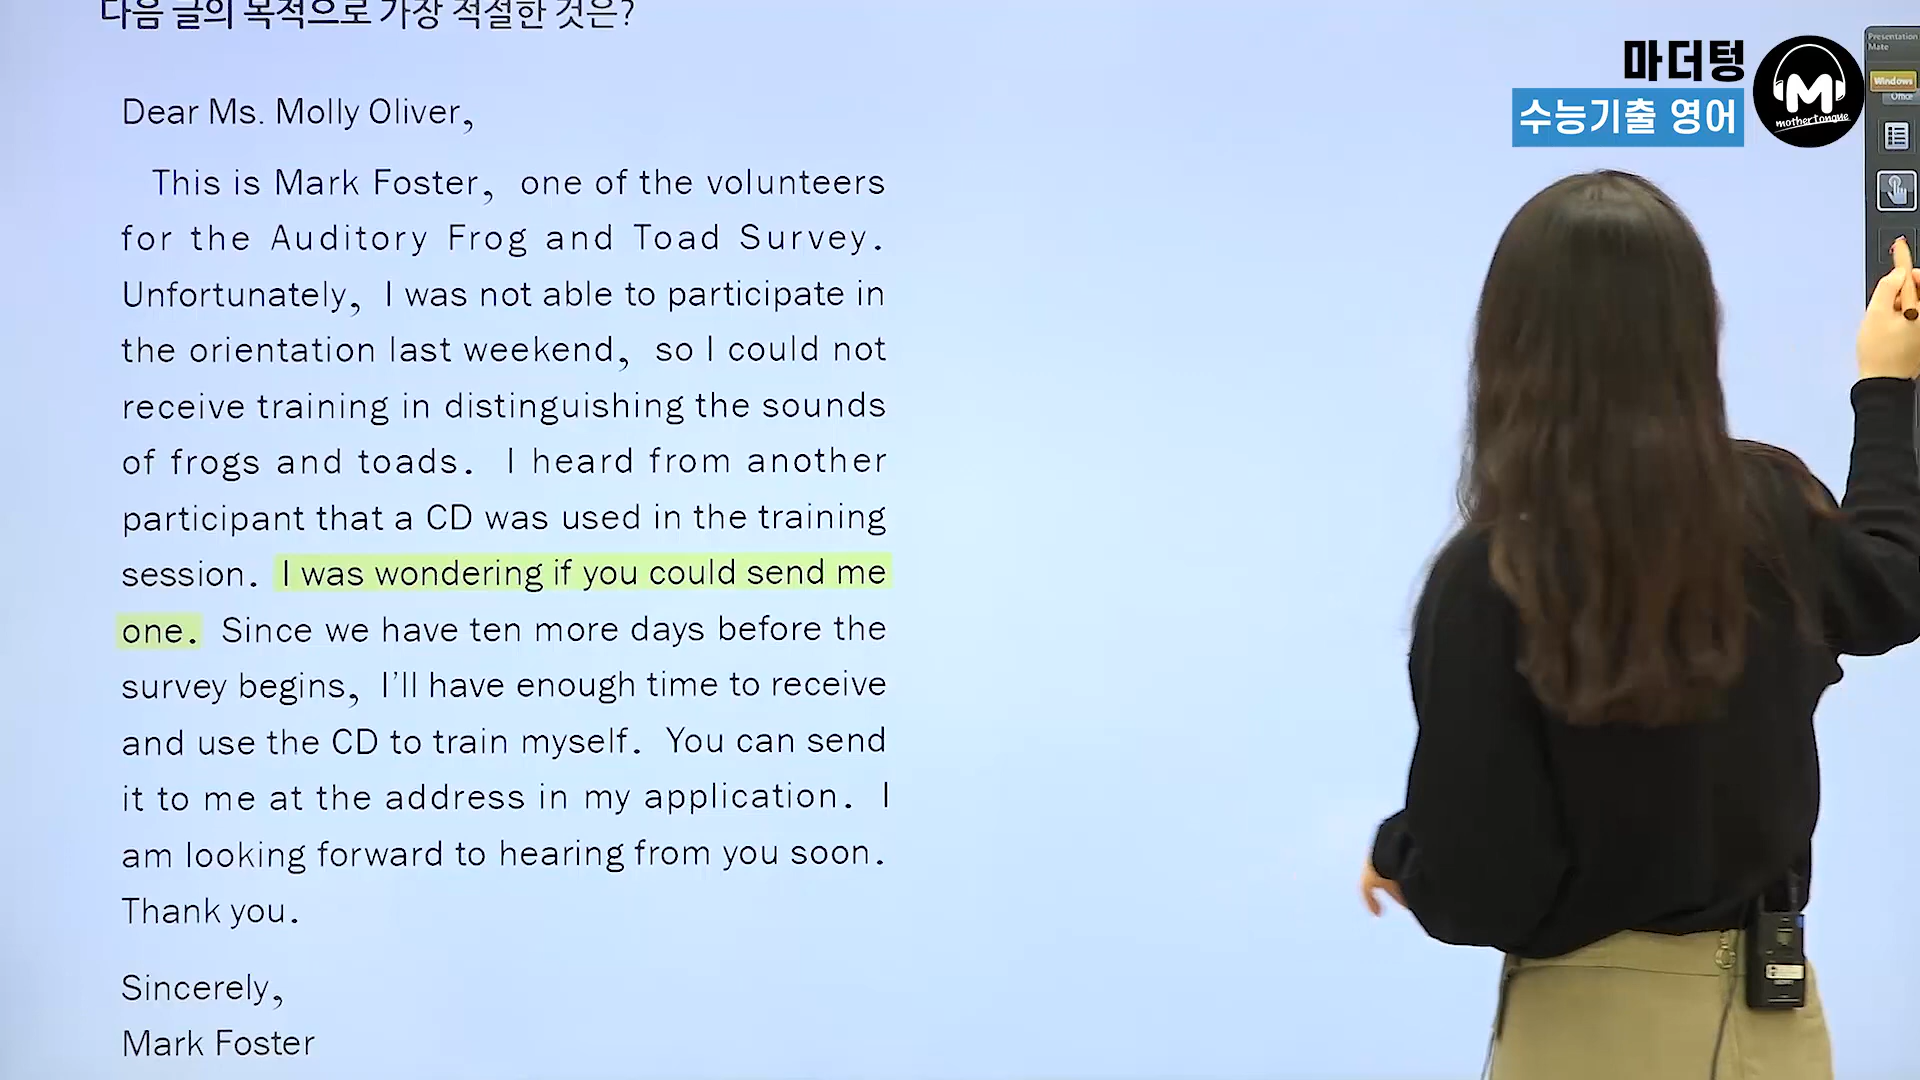 다음 글의 목적으로 가장 적절한 것은?
마더텅
수능기출 영어
M
mothertongue
Presentation
Mate
Windows
Office
Dear Ms. Molly Oliver,
This is Mark Foster, one of the volunteers
for the Auditory Frog and Toad Survey.
Unfortunately, I was not able to participate in
the orientation last weekend, so I could not
receive training in distinguishing the sounds
of frogs and toads. I heard from another
participant that a CD was used in the training
session. I was wondering if you could send me
one. Since we have ten more days before the
survey begins, I’ll have enough time to receive
and use the CD to train myself. You can send
it to me at the address in my application. I
am looking forward to hearing from you soon.
Thank you.
Sincerely,
Mark Foster